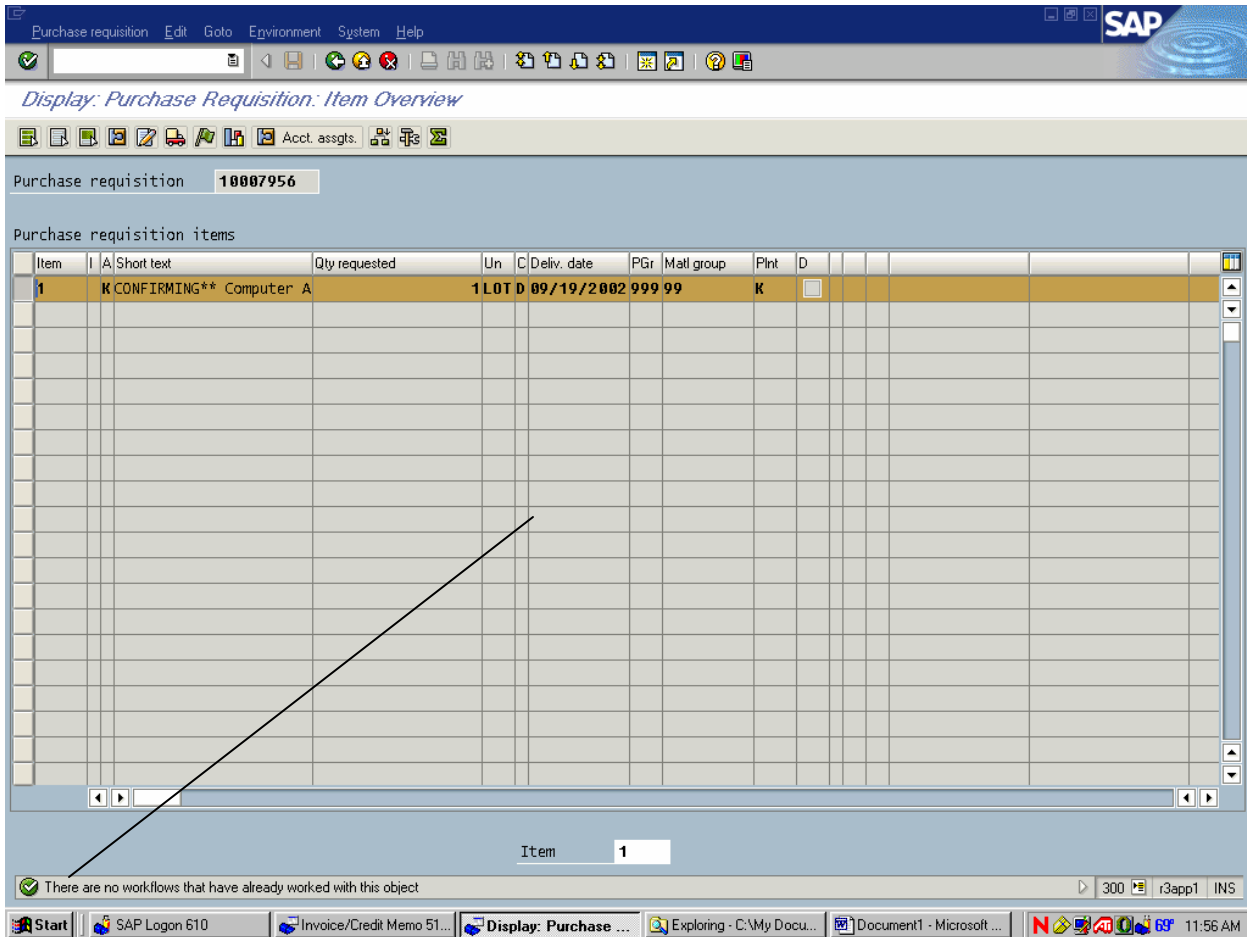 Purchase requisition Edit Goto Environment System Help
SAP
Display: Purchase Requisition: Item Overview
Acct. assgts.
Purchase requisition 10007956
Purchase requisition items
Item I A Short text Qty requested Un C Deliv. date PGr Matl group Plnt D
1 K CONFIRMING** Computer A 1 LOT D 09/19/2002 999 99 K
Item 1
There are no workflows that have already worked with this object 300 r3app1 INS
Start SAP Logon 610 Invoice/Credit Memo 51... Display: Purchase ... Exploring - C:\My Docu... Document1 - Microsoft ... N 69° 11:56 AM